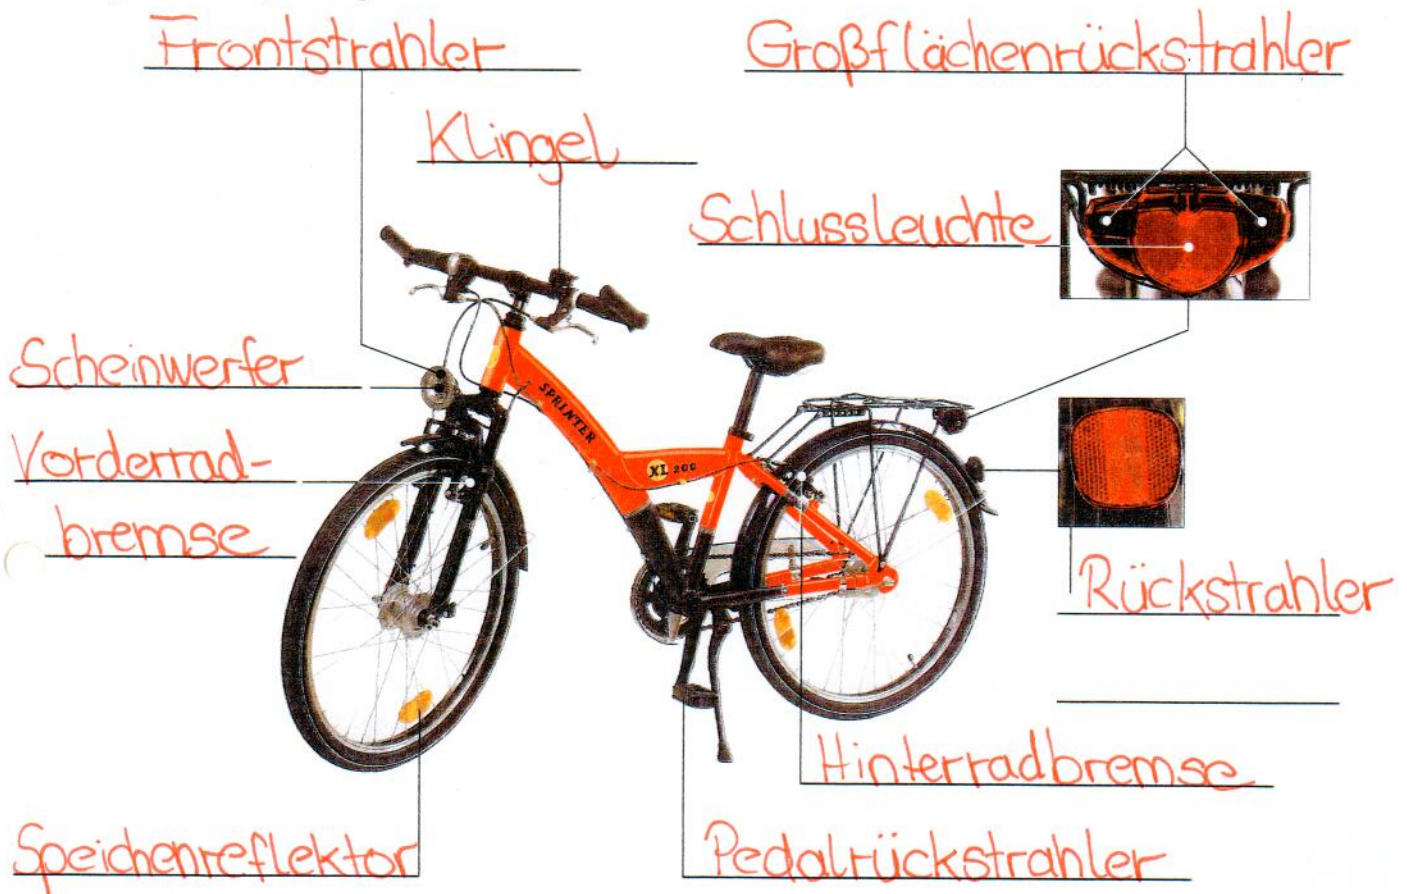 Frontstrahler
Großflächenrückstrahler
Klingel
Schlussleuchte
Scheinwerfer
SPRINTER
Vorderrad-
XL 200
bremse
Rückstrahler
Hinterradbremse
Speichenreflektor
Pedalrückstrahler